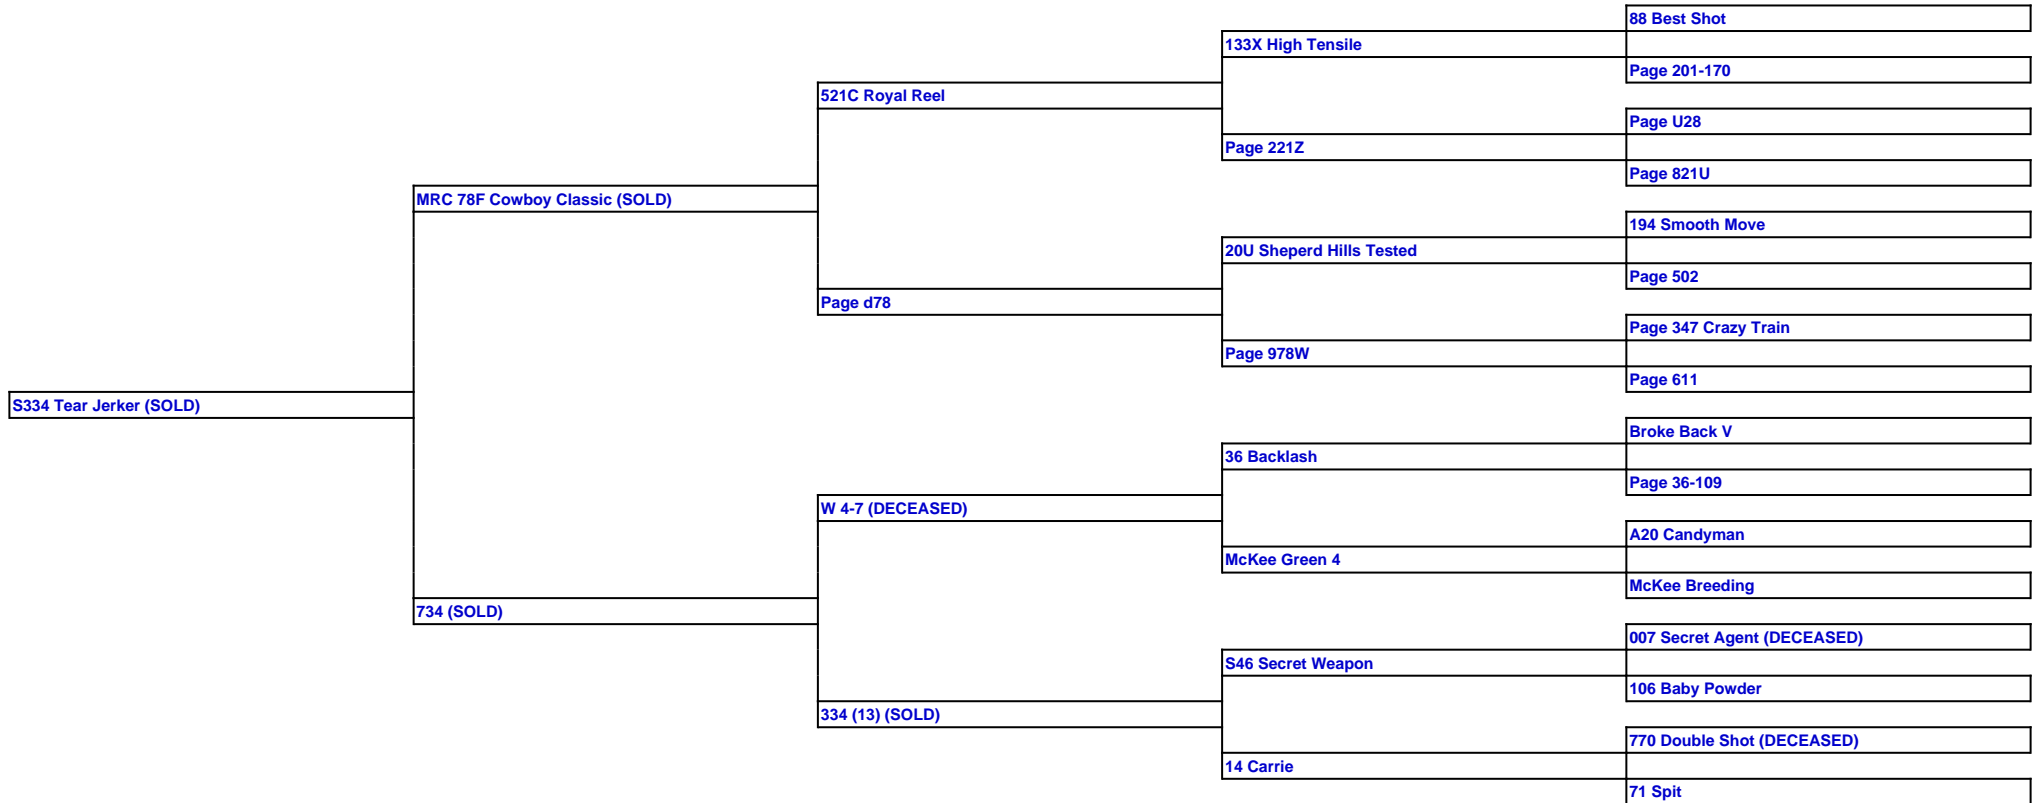 88 Best Shot
133X High Tensile
Page 201-170
521C Royal Reel
Page U28
Page 221Z
Page 821U
MRC 78F Cowboy Classic (SOLD)
194 Smooth Move
20U Sheperd Hills Tested
Page 502
Page d78
Page 347 Crazy Train
Page 978W
Page 611
S334 Tear Jerker (SOLD)
Broke Back V
36 Backlash
Page 36-109
W 4-7 (DECEASED)
A20 Candyman
McKee Green 4
McKee Breeding
734 (SOLD)
007 Secret Agent (DECEASED)
S46 Secret Weapon
106 Baby Powder
334 (13) (SOLD)
770 Double Shot (DECEASED)
14 Carrie
71 Spit